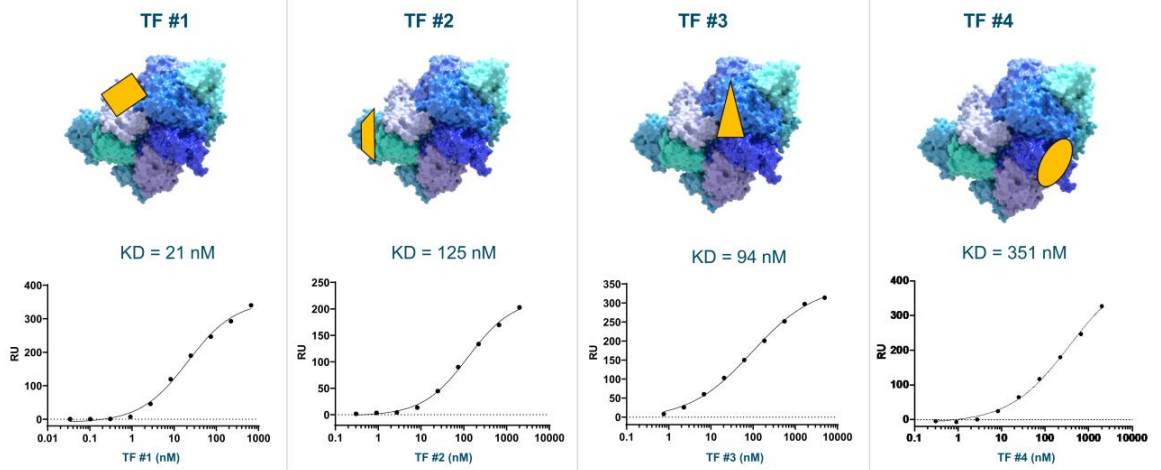 TF #1
TF #2
TF #3
TF #4
KD = 21 nM
KD = 125 nM
KD = 94 nM
KD = 351 nM
400
300
200
100
0
RU
0.01 0.1 1 10 100 1000
TF #1 (nM)
250
200
150
100
50
0
RU
0.1 1 10 100 1000 10000
TF #2 (nM)
350
300
250
200
150
100
50
0
RU
0.1 1 10 100 1000 10000
TF #3 (nM)
400
300
200
100
0
RU
0.1 1 10 100 1000 10000
TF #4 (nM)